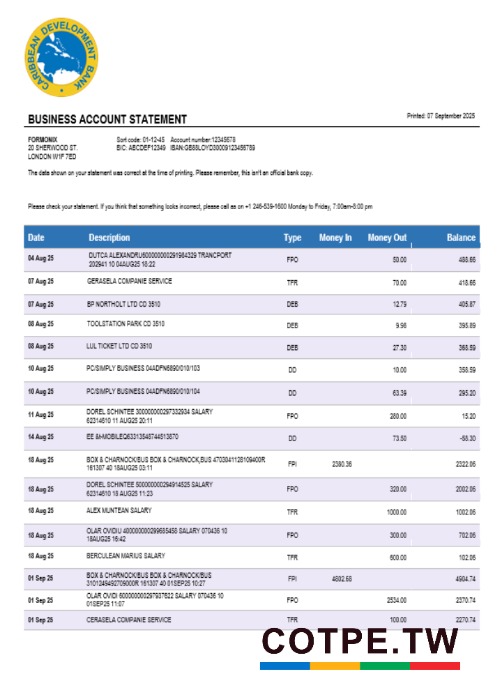 CARIBBEAN DEVELOPMENT BANK
BUSINESS ACCOUNT STATEMENT
Printed: 07 September 2025
FORMONIX
20 SHERWOOD ST.
LONDON W1F 7ED
Sort code: 01-12-45 Account number:12345678
BIC: ABCDEF12349 IBAN:GB86LOYD30009123456789
The data shown on your statement was correct at the time of printing. Please remember, this isn't an official bank copy.
Please check your statement. If you think that something looks incorrect, please call as on +1 246-539-1600 Monday to Friday, 7:00am-8:00 pm
Date Description Type Money In Money Out Balance
04 Aug 25 DUTCA ALEXANDRU500000000291984329 TRANCPORT
202941 10 04AUG25 18:22 FPO 50.00 488.66
07 Aug 25 GERASELA COMPANIE SERVICE TFR 70.00 418.66
07 Aug 25 BP NORTHOLT LTD CD 3510 DEB 12.79 405.87
08 Aug 25 TOOLSTATION PARK CD 3510 DEB 9.98 395.89
08 Aug 25 LUL TICKET LTD CD 3510 DEB 27.30 368.59
10 Aug 25 PC/SIMPLY BUSINESS 04ADFN6890/010/103 DD 10.00 358.59
10 Aug 25 PC/SIMPLY BUSINESS 04ADFN6890/010/104 DD 63.39 295.20
11 Aug 25 DOREL SCHINTEE 300000000297332934 SALARY
62314610 11 AUG25 20:11 FPO 280.00 15.20
14 Aug 25 EE &MOBILEQ63313548744513870 DD 73.50 -58.30
18 Aug 25 BOX & CHARNOCK/BUS BOX & CHARNOCK,BUS 470304112B109400R
161307 40 18AUG25 03:11 FPI 2380.36 2322.06
18 Aug 25 DOREL SCHINTEE 500000000294914525 SALARY
62314610 18 AUG25 11:23 FPO 320.00 2002.06
18 Aug 25 ALEX MUNTEAN SALARY TFR 1000.00 1002.06
18 Aug 25 OLAR OVIDIU 400000000299685458 SALARY 070436 10
18AUG25 16:42 FPO 300.00 702.06
18 Aug 25 BERCULEAN MARIUS SALARY TFR 600.00 102.06
01 Sep 25 BOX & CHARNOCK/BUS BOX & CHARNOCK/BUS
3101346492709000R 161307 40 01SEP25 10:27 FPI 4802.68 4904.74
01 Sep 25 OLAR OVIDI 600000000297937622 SALARY 070436 10
01SEP25 11:07 FPO 2534.00 2370.74
01 Sep 25 CERASELA COMPANIE SERVICE TFR 100.00 2270.74
COTPE.TW